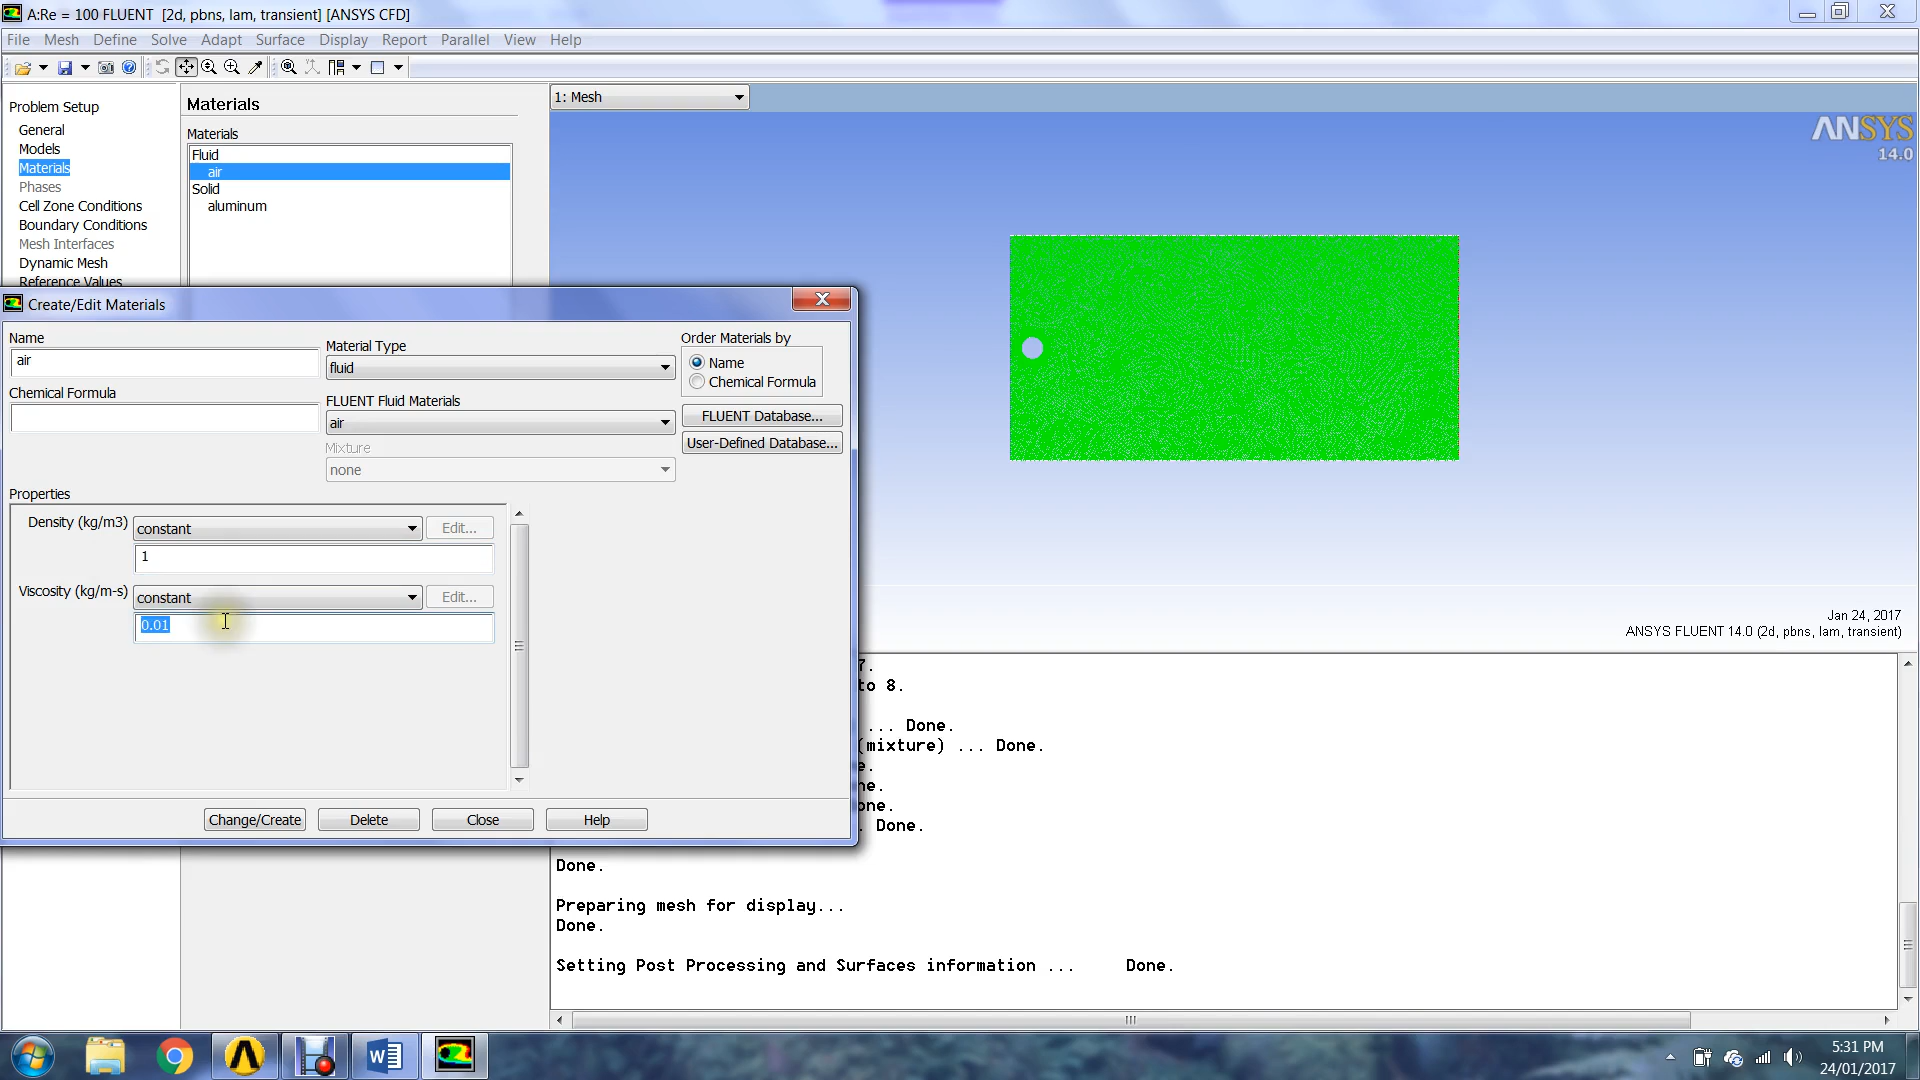 A:Re = 100 FLUENT [2d, pbns, lam, transient] [ANSYS CFD]
File Mesh Define Solve Adapt Surface Display Report Parallel View Help
Problem Setup
General
Models
Materials
Phases
Cell Zone Conditions
Boundary Conditions
Mesh Interfaces
Dynamic Mesh
Reference Values
Materials
Materials
Fluid
air
Solid
aluminum
1: Mesh
ANSYS
14.0
Create/Edit Materials
Name
air
Chemical Formula
Material Type
fluid
FLUENT Fluid Materials
air
Mixture
none
Order Materials by
Name
Chemical Formula
FLUENT Database...
User-Defined Database...
Properties
Density (kg/m3) constant Edit...
1
Viscosity (kg/m-s) constant Edit...
0.01
Change/Create Delete Close Help
Jan 24, 2017
ANSYS FLUENT 14.0 (2d, pbns, lam, transient)
7.
to 8.
... Done.
(mixture) ... Done.
e.
ne.
one.
. Done.
Done.
Preparing mesh for display...
Done.
Setting Post Processing and Surfaces information ... Done.
5:31 PM
24/01/2017